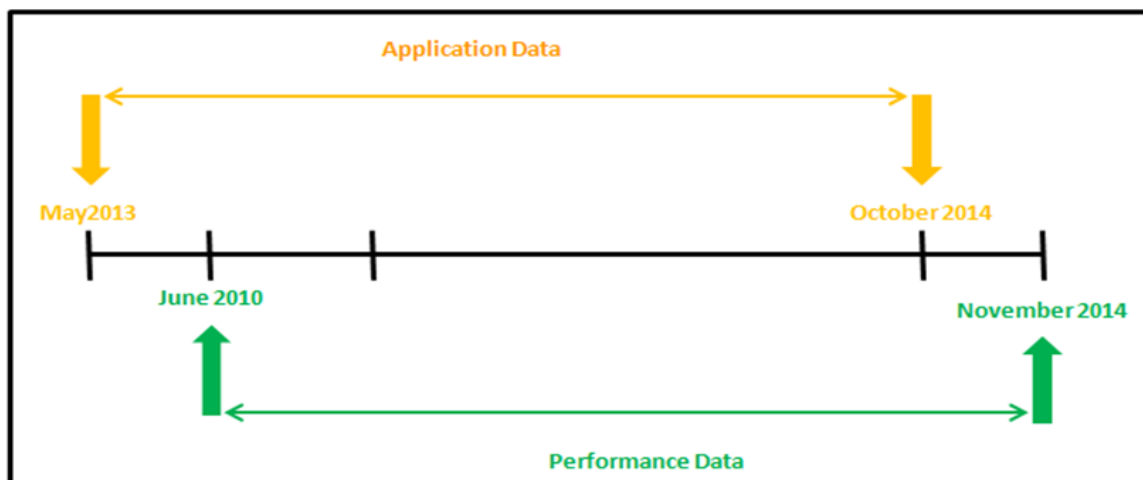 Application Data
May2013
October 2014
June 2010
November 2014
Performance Data